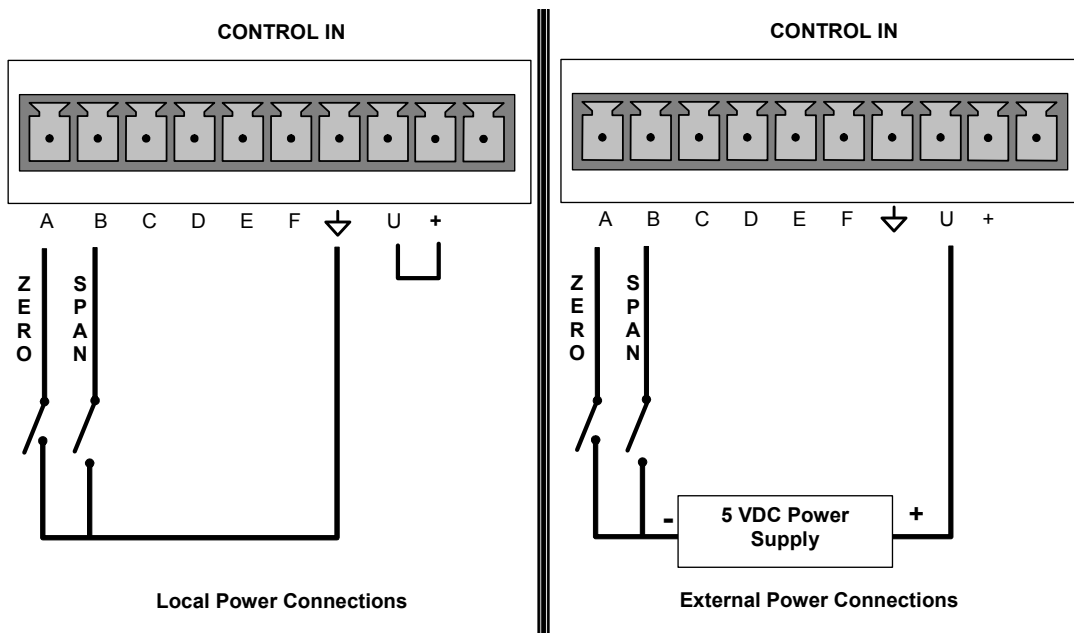 CONTROL IN
A B C D E F U +
ZERO
SPAN
Local Power Connections
CONTROL IN
A B C D E F U +
ZERO
SPAN
- 5 VDC Power +
Supply
External Power Connections